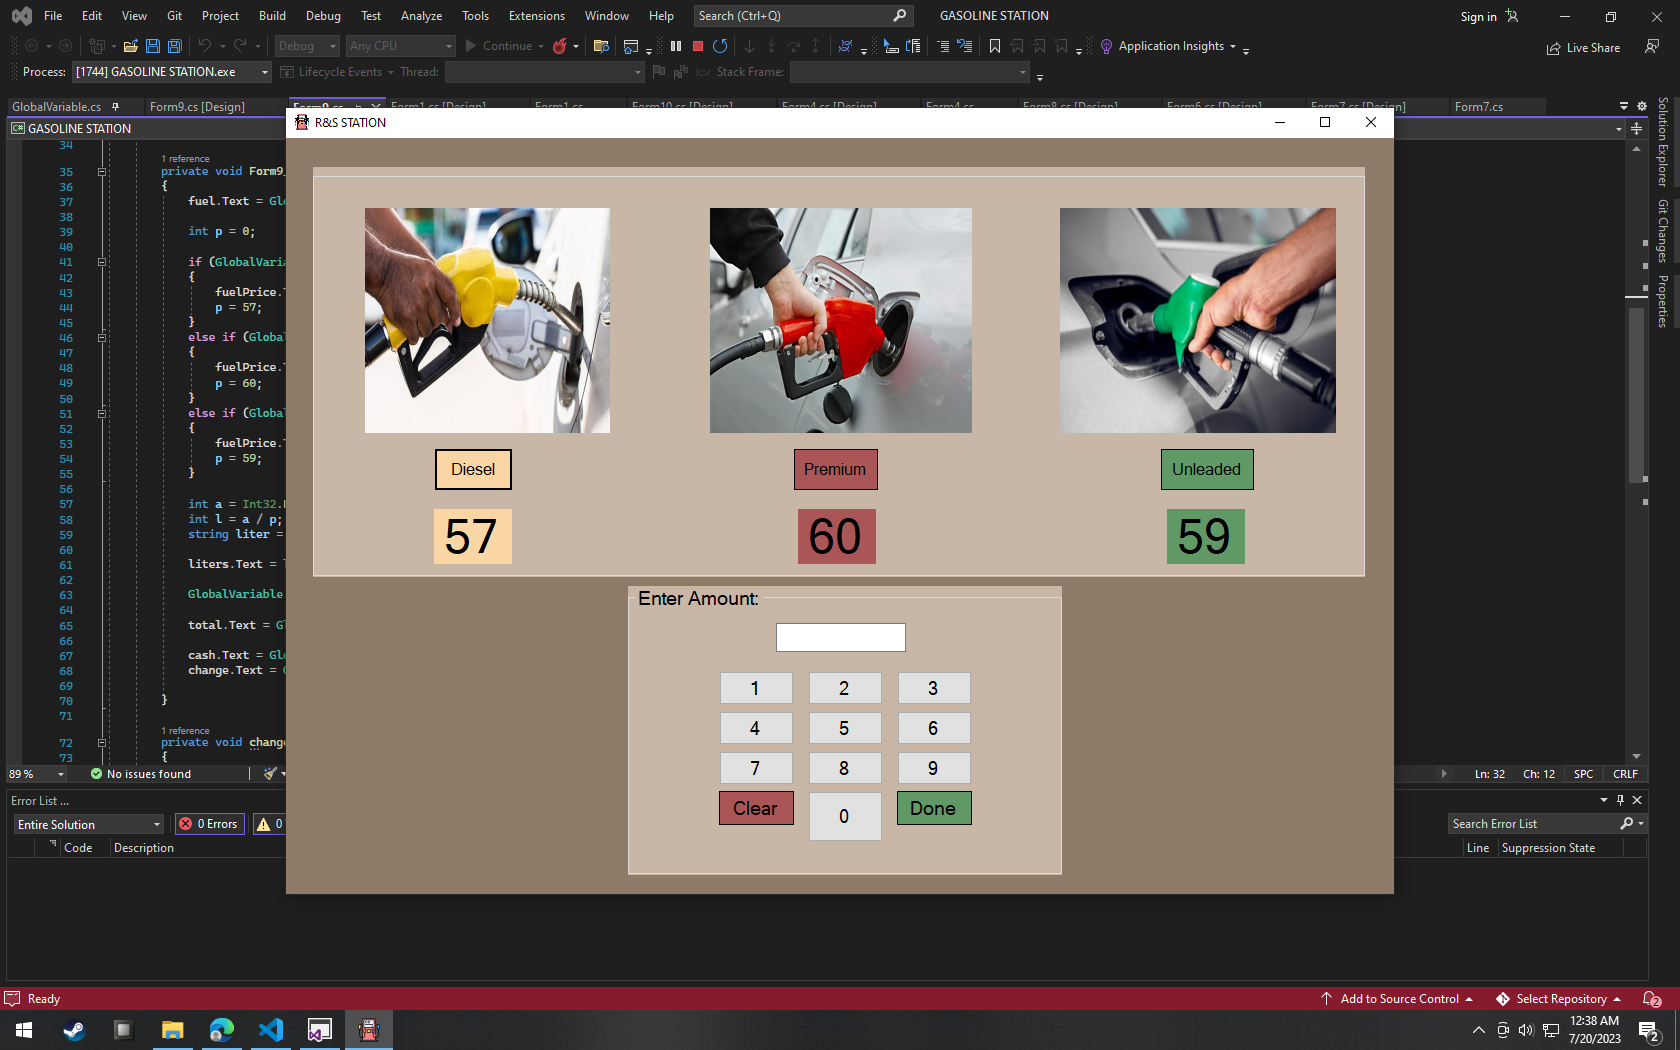 File Edit View Git Project Build Debug Test Analyze Tools Extensions Window Help Search (Ctrl+Q) GASOLINE STATION Sign in
Debug Any CPU Continue Application Insights Live Share
Process: [1744] GASOLINE STATION.exe Lifecycle Events Thread: Stack Frame:
GlobalVariable.cs Form9.cs [Design] Form9.cs Form1.cs [Design] Form1.cs Form10.cs [Design] Form4.cs [Design] Form4.cs Form8.cs [Design] Form6.cs [Design] Form7.cs [Design] Form7.cs
C# GASOLINE STATION
R&S STATION
Solution Explorer
Git Changes
Properties
34
1 reference
35 private void Form9_
36 {
37 fuel.Text = Glo
38
39 int p = 0;
40
41 if (GlobalVaria
42 {
43 fuelPrice.T
44 p = 57;
45 }
46 else if (Global
47 {
48 fuelPrice.T
49 p = 60;
50 }
51 else if (Global
52 {
53 fuelPrice.T
54 p = 59;
55 }
56
57 int a = Int32.
58 int l = a / p;
59 string liter =
60
61 liters.Text =
62
63 GlobalVariable
64
65 total.Text = G
66
67 cash.Text = Glo
68 change.Text =
69
70 }
71
1 reference
72 private void change
73 {
Diesel Premium Unleaded
57 60 59
Enter Amount:
1 2 3
4 5 6
7 8 9
Clear 0 Done
89 % No issues found Ln: 32 Ch: 12 SPC CRLF
Error List ...
Entire Solution 0 Errors 0 Search Error List
Code Description Line Suppression State
Ready Add to Source Control Select Repository 2
12:38 AM
7/20/2023
2